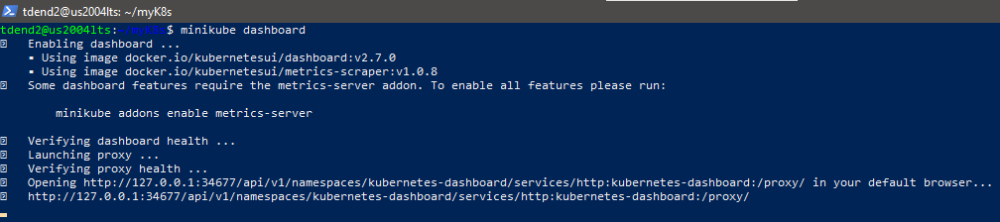 tdend2@us2004lts: ~/myK8s
tdend2@us2004lts:~/myK8s$ minikube dashboard
Enabling dashboard ...
▪ Using image docker.io/kubernetesui/dashboard:v2.7.0
▪ Using image docker.io/kubernetesui/metrics-scraper:v1.0.8
Some dashboard features require the metrics-server addon. To enable all features please run:
minikube addons enable metrics-server
Verifying dashboard health ...
Launching proxy ...
Verifying proxy health ...
Opening http://127.0.0.1:34677/api/v1/namespaces/kubernetes-dashboard/services/http:kubernetes-dashboard:/proxy/ in your default browser...
http://127.0.0.1:34677/api/v1/namespaces/kubernetes-dashboard/services/http:kubernetes-dashboard:/proxy/